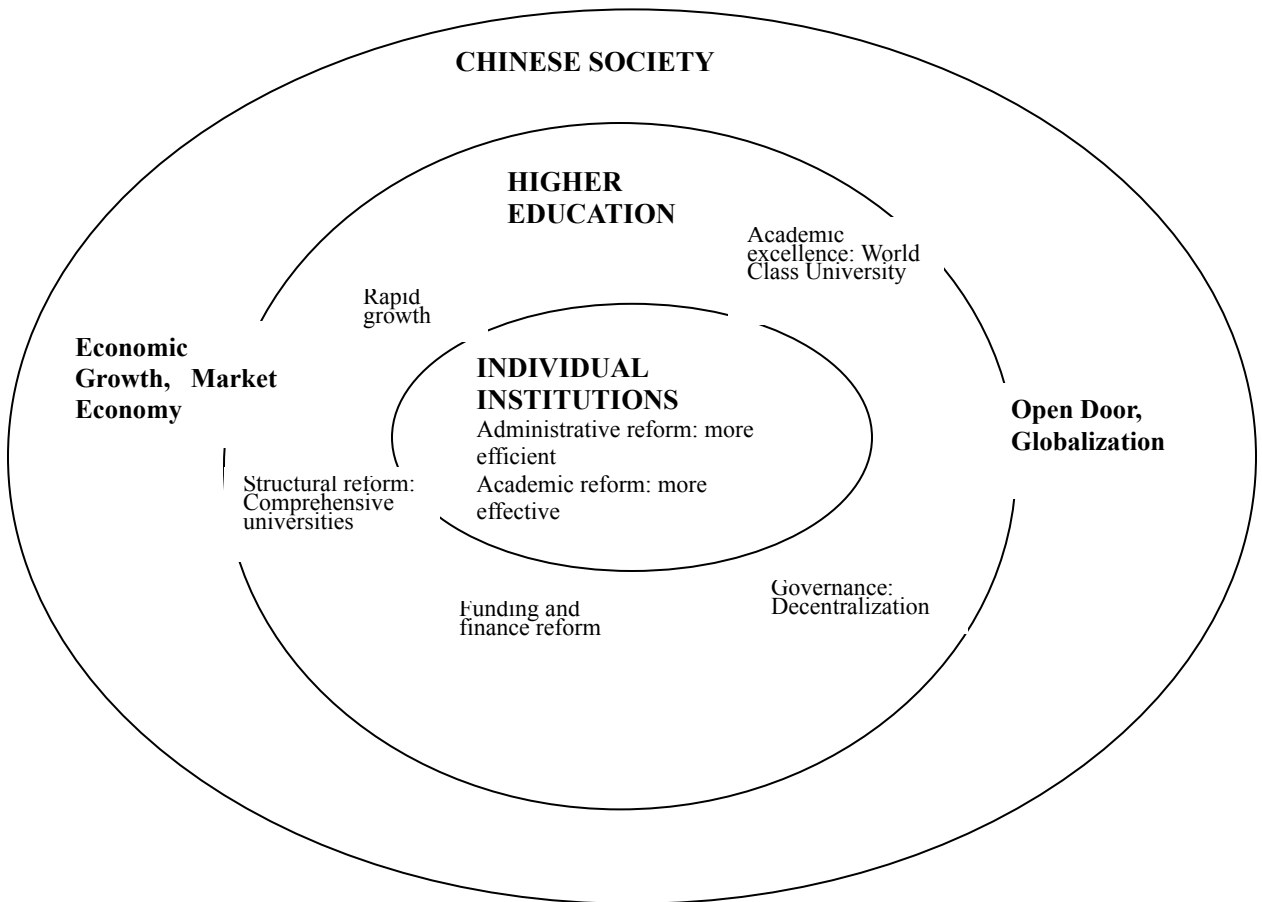 CHINESE SOCIETY
HIGHER
EDUCATION
Academic
excellence: World
Class University
Rapid
growth
Economic
Growth, Market
Economy
INDIVIDUAL
INSTITUTIONS
Administrative reform: more
efficient
Academic reform: more
effective
Open Door,
Globalization
Structural reform:
Comprehensive
universities
Governance:
Decentralization
Funding and
finance reform